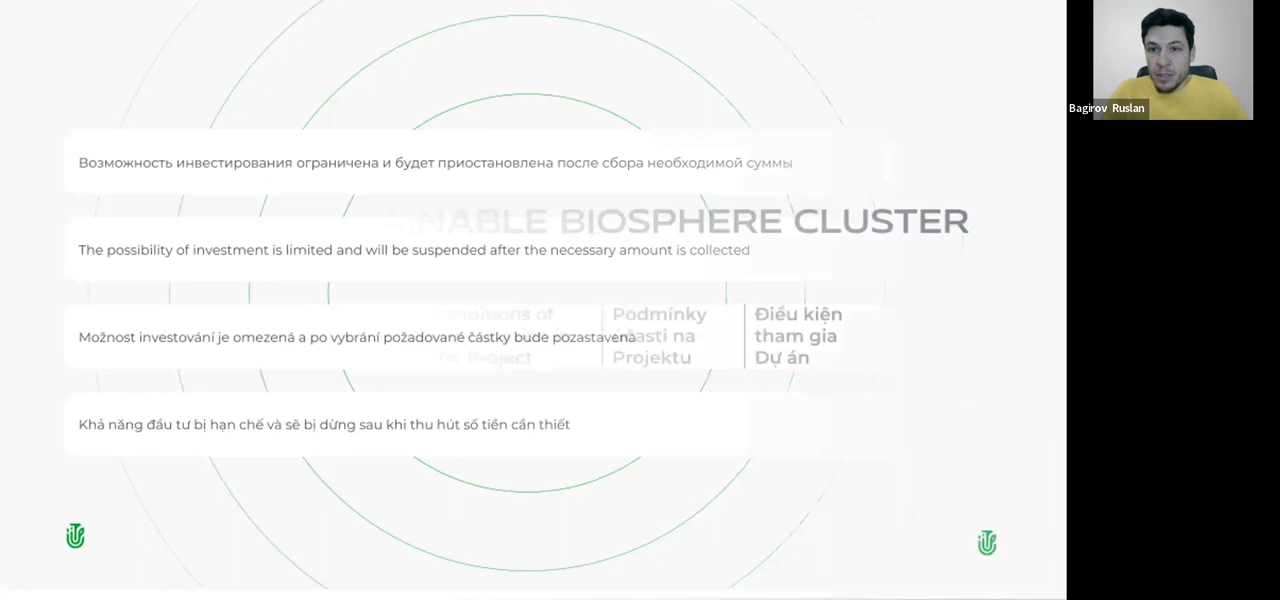 Возможность инвестирования ограничена и будет приостановлена после сбора необходимой суммы
BIOSPHERE CLUSTER
The possibility of investment is limited and will be suspended after the necessary amount is collected
Možnost investování je omezená a po vybrání požadované částky bude pozastavena
Podmínky
na
Projektu
Điều kiện
tham gia
Dự án
Khả năng đầu tư bị hạn chế và sẽ bị dừng sau khi thu hút số tiền cần thiết
Bagirov Ruslan